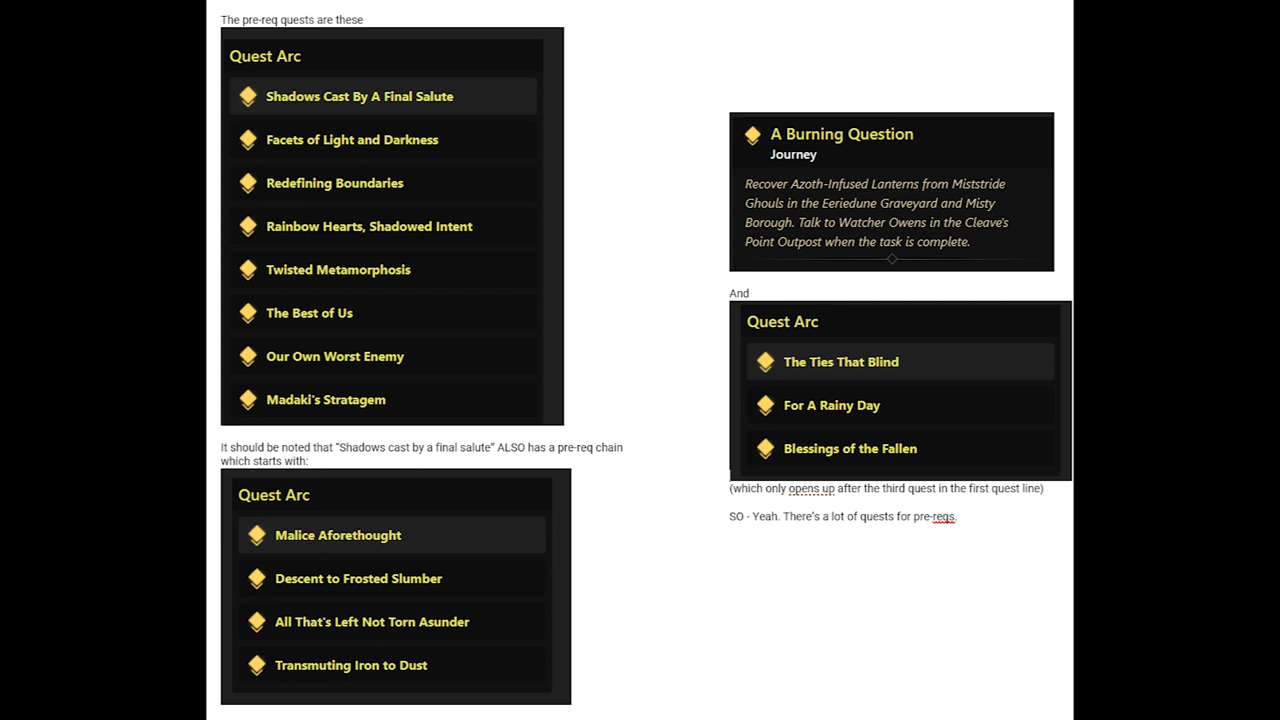 The pre-req quests are these
Quest Arc
Shadows Cast By A Final Salute
Facets of Light and Darkness
Redefining Boundaries
Rainbow Hearts, Shadowed Intent
Twisted Metamorphosis
The Best of Us
Our Own Worst Enemy
Madaki's Stratagem
It should be noted that “Shadows cast by a final salute” ALSO has a pre-req chain
which starts with:
Quest Arc
Malice Aforethought
Descent to Frosted Slumber
All That's Left Not Torn Asunder
Transmuting Iron to Dust
A Burning Question
Journey
Recover Azoth-Infused Lanterns from Miststride
Ghouls in the Eeriedune Graveyard and Misty
Borough. Talk to Watcher Owens in the Cleave's
Point Outpost when the task is complete.
And
Quest Arc
The Ties That Blind
For A Rainy Day
Blessings of the Fallen
(which only opens up after the third quest in the first quest line)
SO - Yeah. There's a lot of quests for pre-reqs.